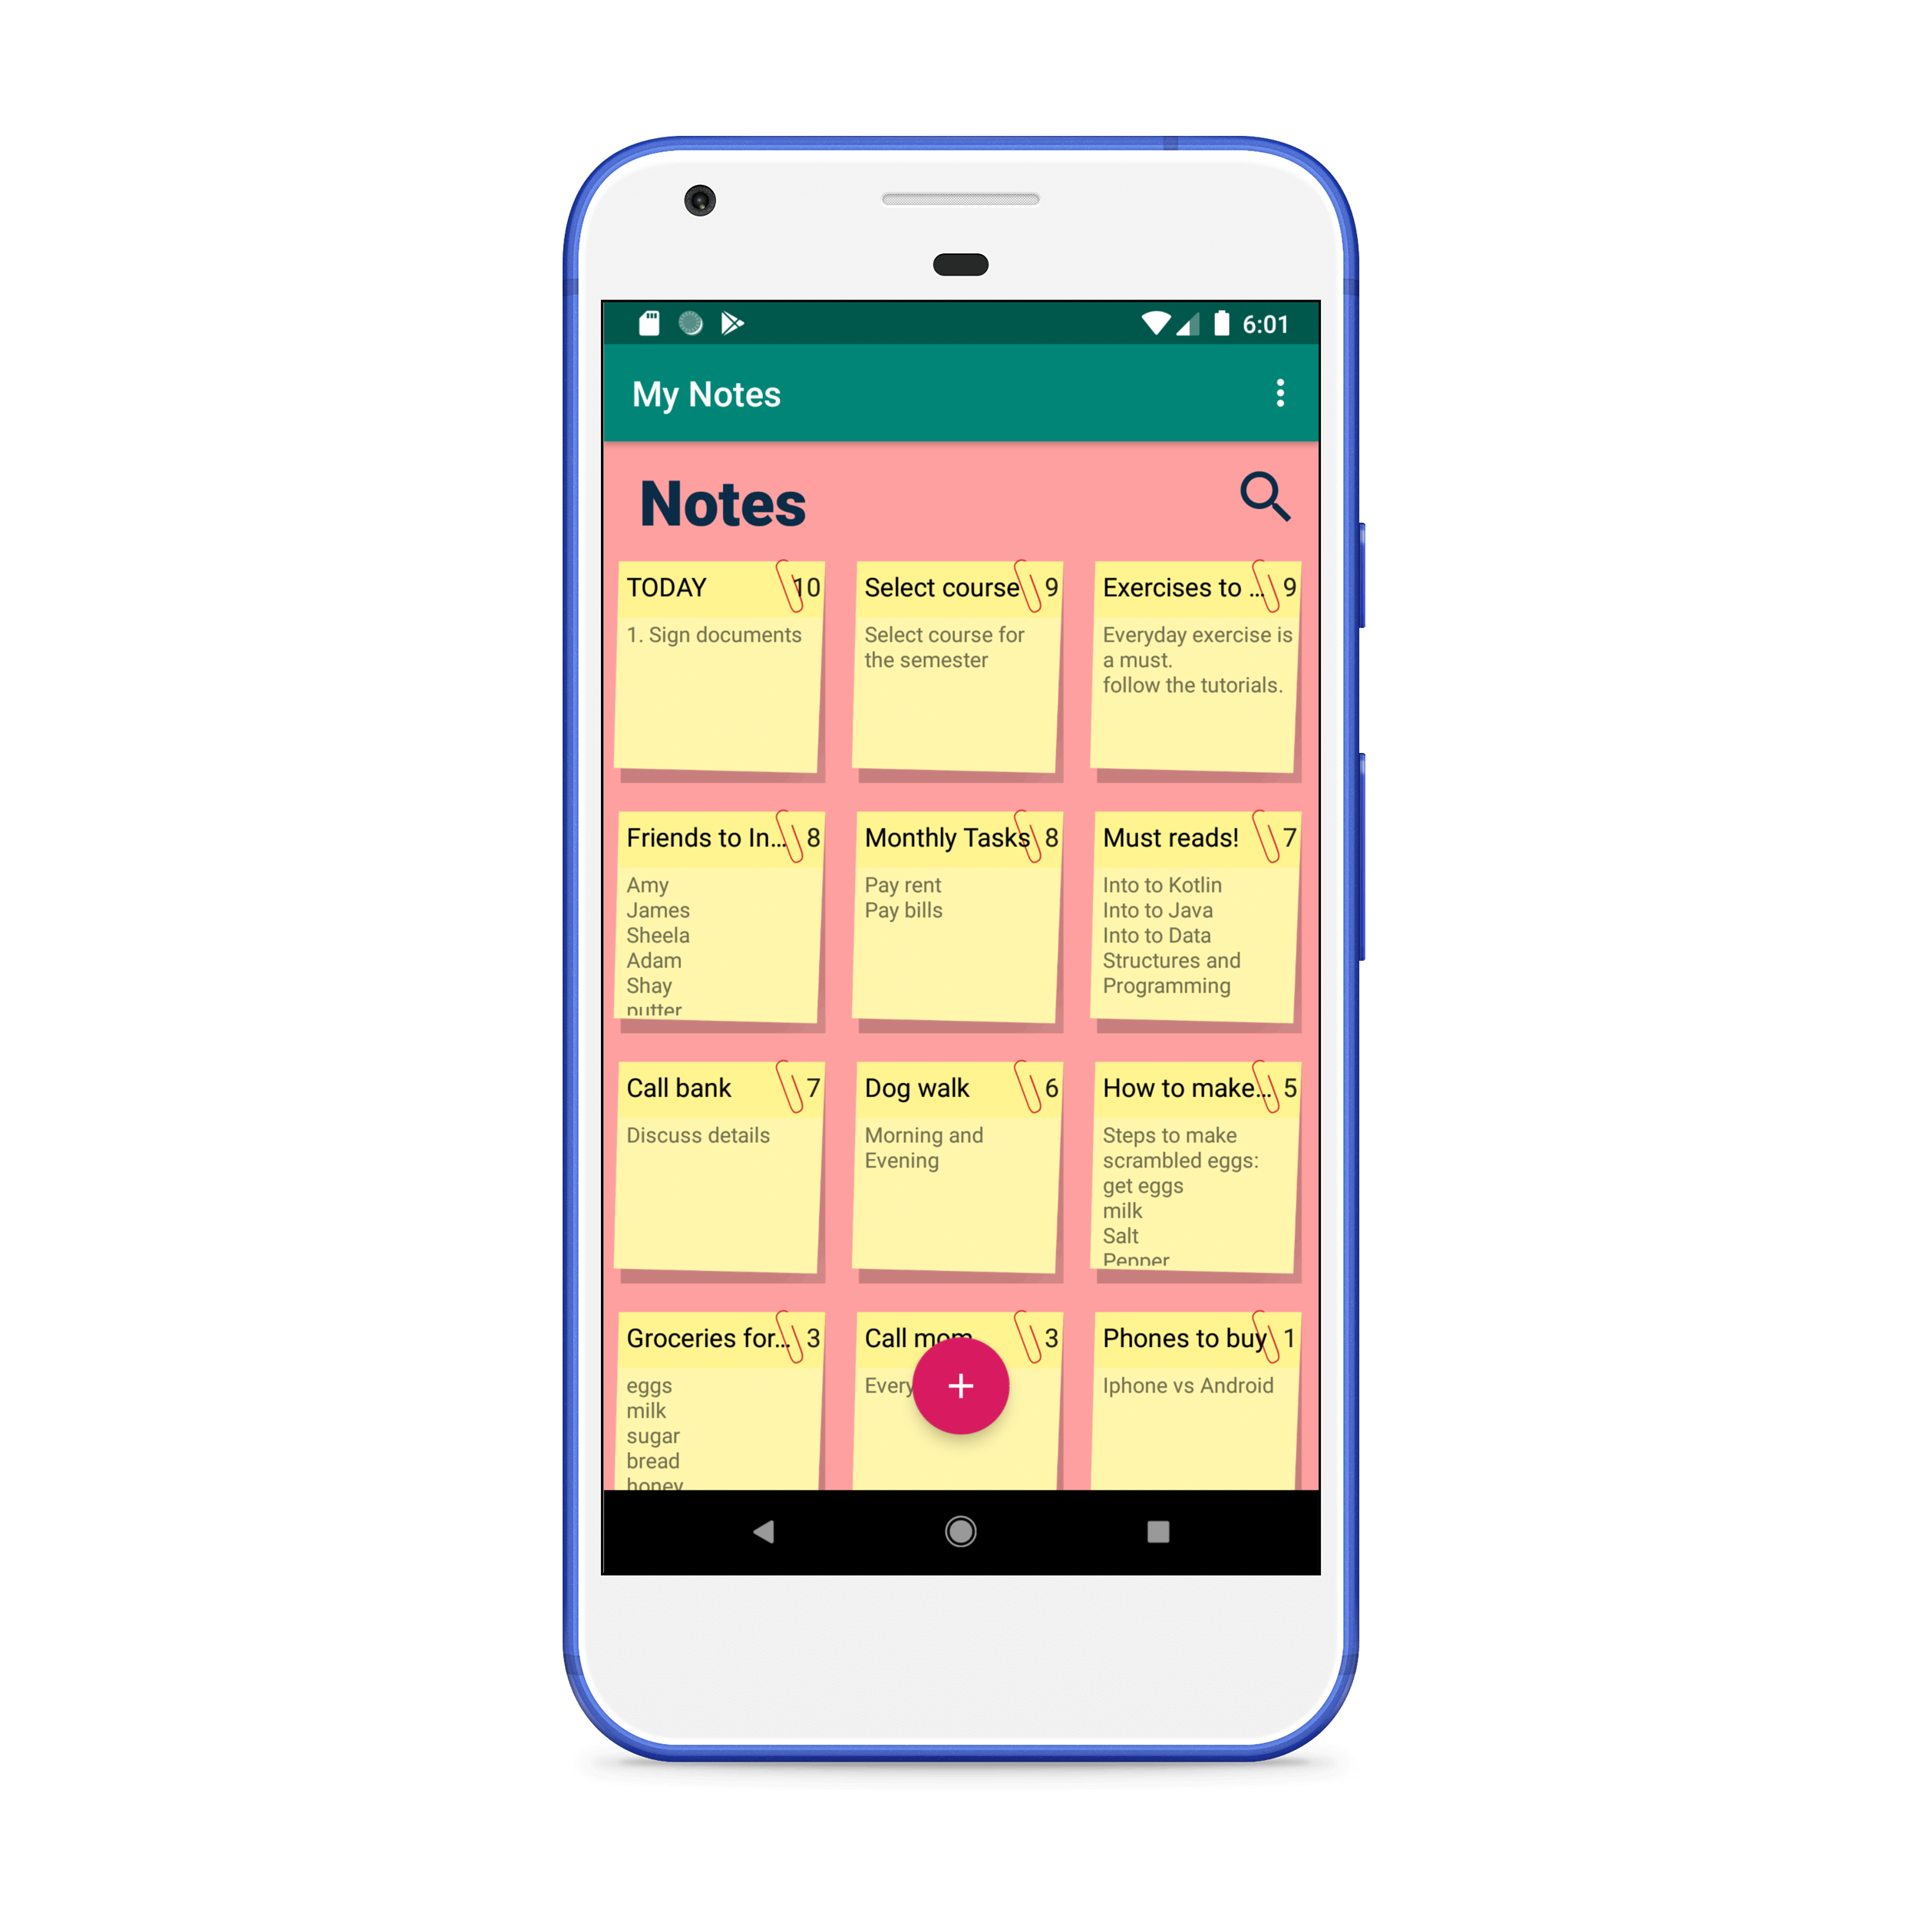 6:01
My Notes
Notes
TODAY 10
1. Sign documents
Select course 9
Select course for
the semester
Exercises to ... 9
Everyday exercise is
a must.
follow the tutorials.
Friends to In... 8
Amy
James
Sheela
Adam
Shay
putter
Monthly Tasks 8
Pay rent
Pay bills
Must reads! 7
Into to Kotlin
Into to Java
Into to Data
Structures and
Programming
Call bank 7
Discuss details
Dog walk 6
Morning and
Evening
How to make... 5
Steps to make
scrambled eggs:
get eggs
milk
Salt
Pepper
Groceries for... 3
eggs
milk
sugar
bread
honey
Call mom 3
Every
Phones to buy 1
Iphone vs Android